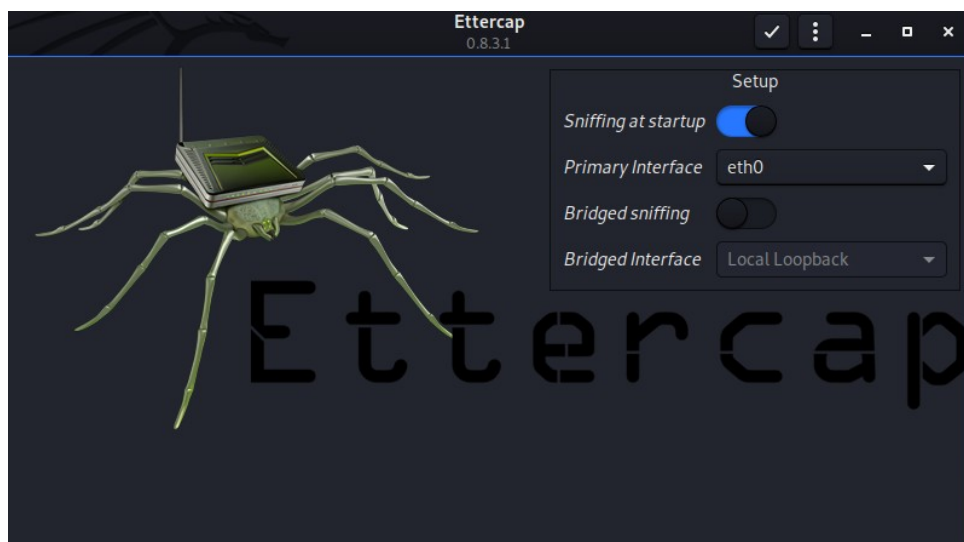 Ettercap
0.8.3.1
Setup
Sniffing at startup
Primary Interface eth0
Bridged sniffing
Bridged Interface Local Loopback
Ettercap